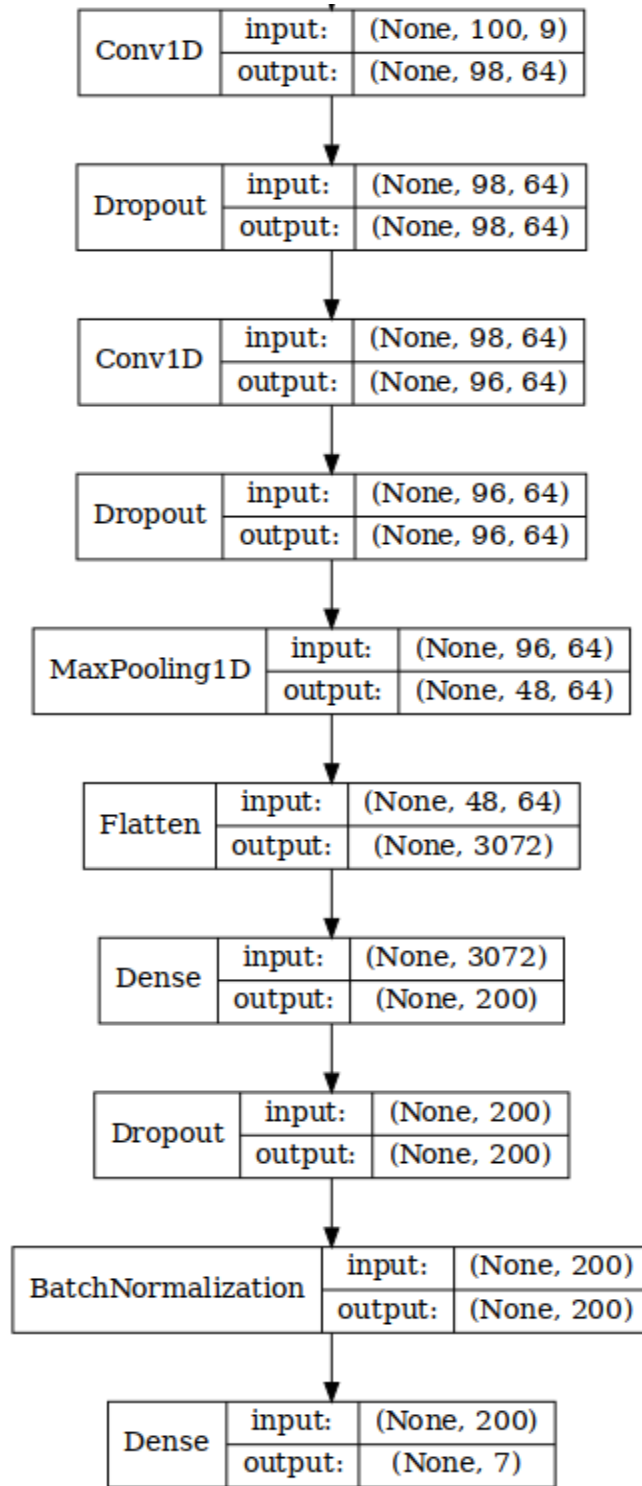 Conv1D input: (None, 100, 9)
output: (None, 98, 64)
Dropout input: (None, 98, 64)
output: (None, 98, 64)
Conv1D input: (None, 98, 64)
output: (None, 96, 64)
Dropout input: (None, 96, 64)
output: (None, 96, 64)
MaxPooling1D input: (None, 96, 64)
output: (None, 48, 64)
Flatten input: (None, 48, 64)
output: (None, 3072)
Dense input: (None, 3072)
output: (None, 200)
Dropout input: (None, 200)
output: (None, 200)
BatchNormalization input: (None, 200)
output: (None, 200)
Dense input: (None, 200)
output: (None, 7)